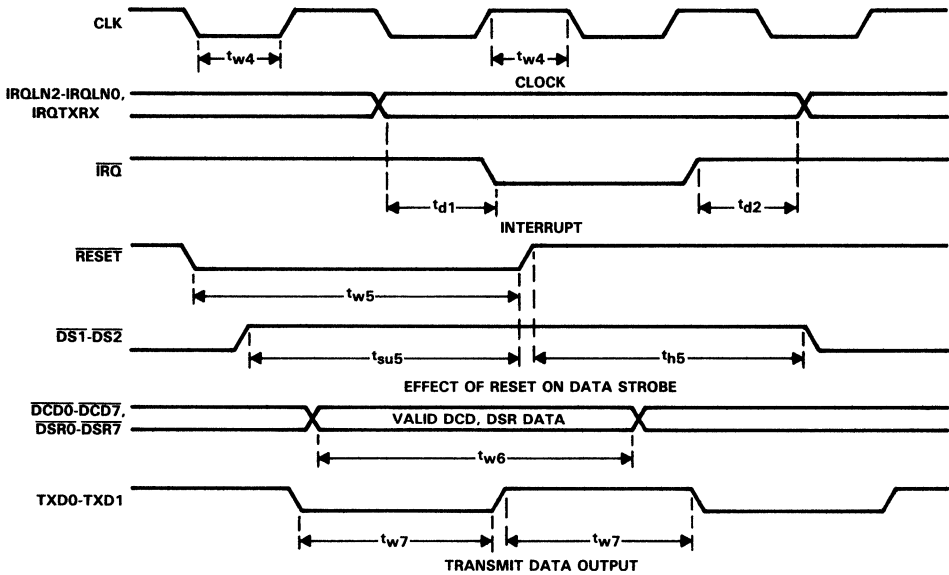 CLK
tw4
tw4
CLOCK
IRQLN2-IRQLN0,
IRQTXRX
IRQ
td1
td2
INTERRUPT
RESET
tw5
DS1-DS2
tsu5
th5
EFFECT OF RESET ON DATA STROBE
DCD0-DCD7,
DSR0-DSR7
VALID DCD, DSR DATA
tw6
TXD0-TXD1
tw7
tw7
TRANSMIT DATA OUTPUT